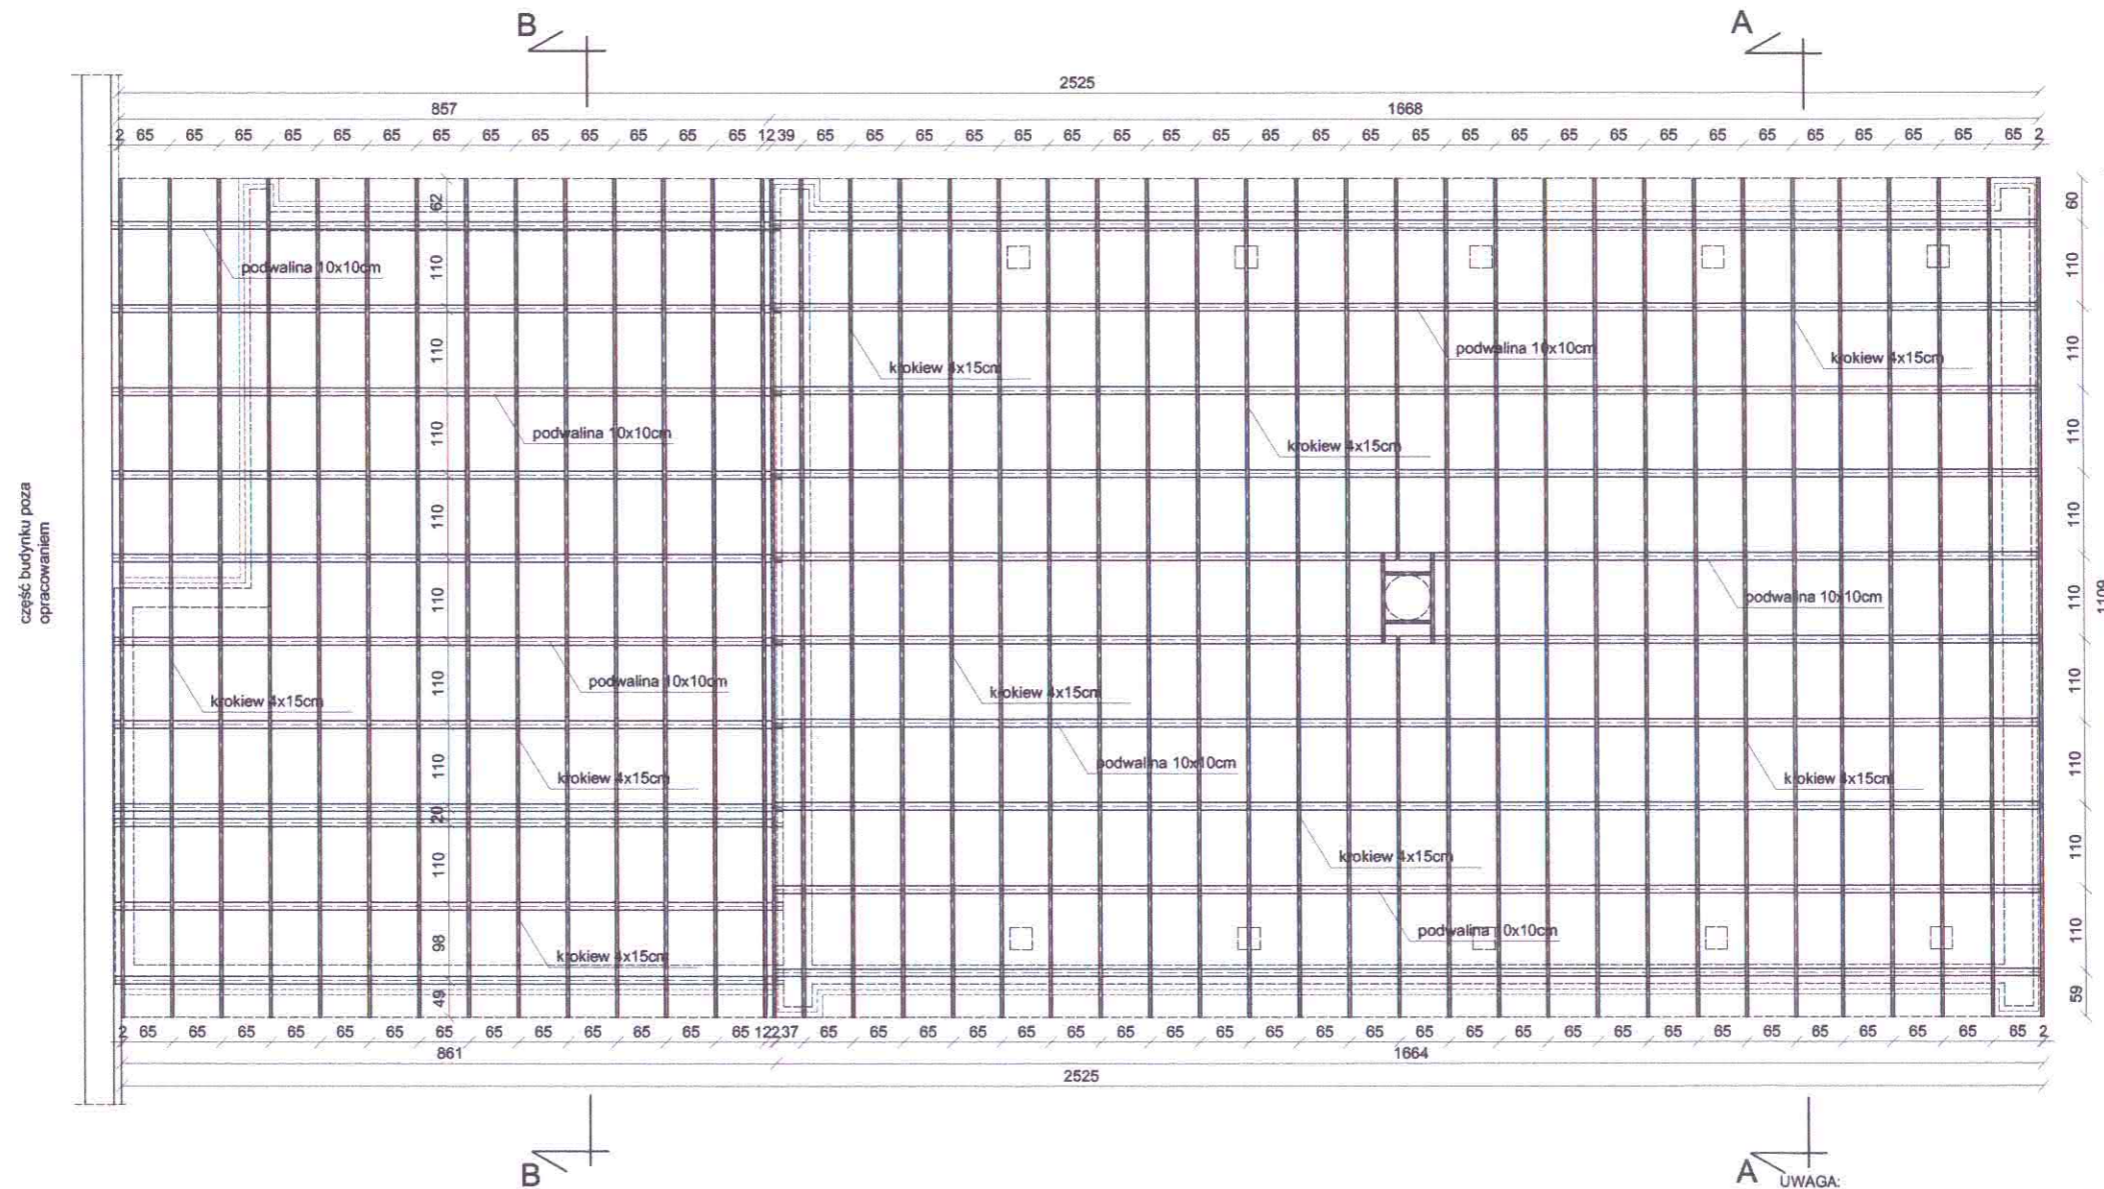 B
A
2525
857
1668
2 65 65 65 65 65 65 65 65 65 65 65 65 65 12 39 65 65 65 65 65 65 65 65 65 65 65 65 65 65 65 65 65 65 65 65 65 65 65 65 65 2
62
60
podwalina 10x10cm
110
110
110
podwalina 10x10cm
krokiew 4x15cm
krokiew 4x15cm
110
podwalina 10x10cm
110
krokiew 4x15cm
110
część budynku poza
opracowaniem
110
110
110
podwalina 10x10cm
110
1109
podwalina 10x10cm
110
110
krokiew 4x15cm
krokiew 4x15cm
podwalina 10x10cm
110
110
krokiew 4x15cm
krokiew 4x15cm
20
krokiew 4x15cm
110
110
podwalina 10x10cm
110
krokiew 4x15cm
98
49
59
2 65 65 65 65 65 65 65 65 65 65 65 65 65 12 2 37 65 65 65 65 65 65 65 65 65 65 65 65 65 65 65 65 65 65 65 65 65 65 65 65 65 2
861
1664
2525
B
A
UWAGA: